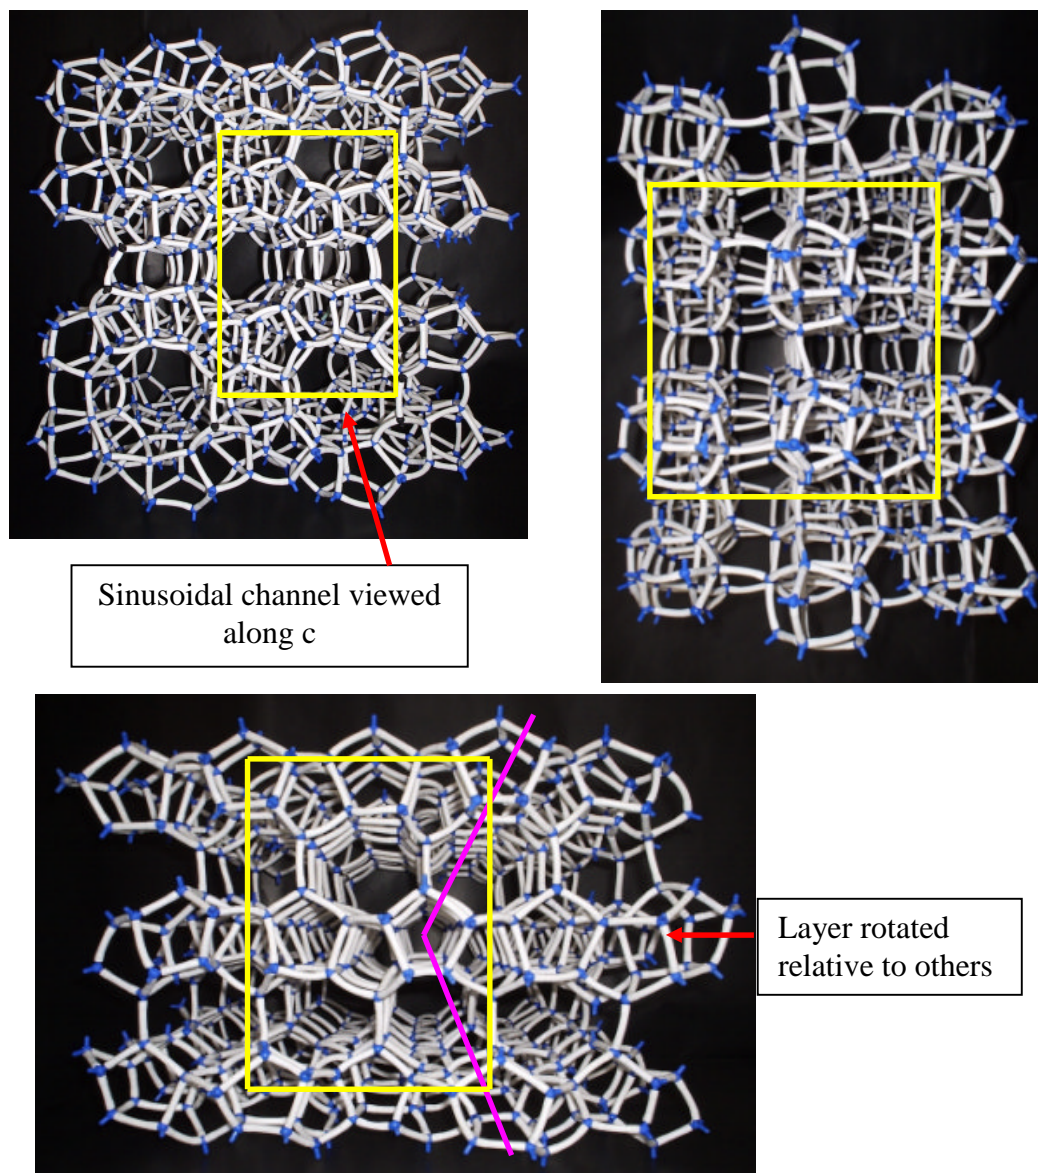 Sinusoidal channel viewed
along c
Layer rotated
relative to others